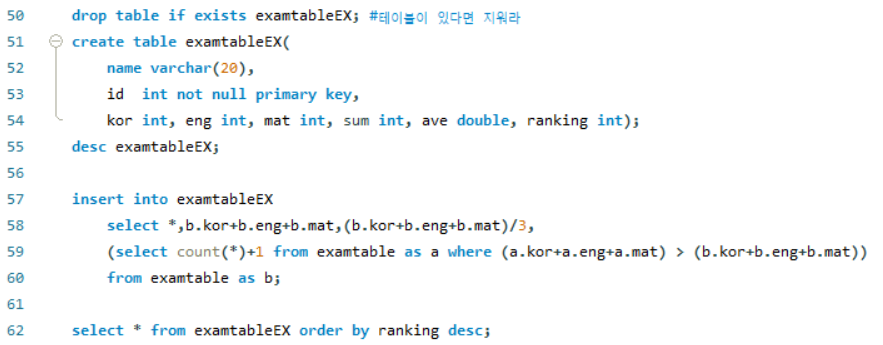 50 drop table if exists examtableEX; #테이블이 있다면 지워라
51 create table examtableEX(
52 name varchar(20),
53 id  int not null primary key,
54 kor int, eng int, mat int, sum int, ave double, ranking int);
55 desc examtableEX;
56
57 insert into examtableEX
58 select *,b.kor+b.eng+b.mat,(b.kor+b.eng+b.mat)/3,
59 (select count(*)+1 from examtable as a where (a.kor+a.eng+a.mat) > (b.kor+b.eng+b.mat))
60 from examtable as b;
61
62 select * from examtableEX order by ranking desc;